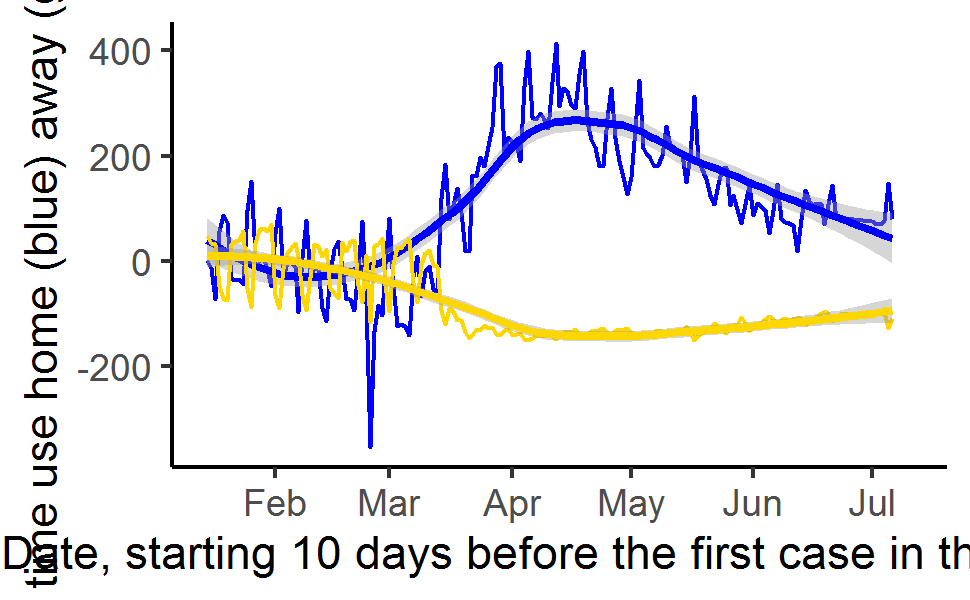 time use home (blue) away (
400
200
0
-200
Feb Mar Apr May Jun Jul
Date, starting 10 days before the first case in th